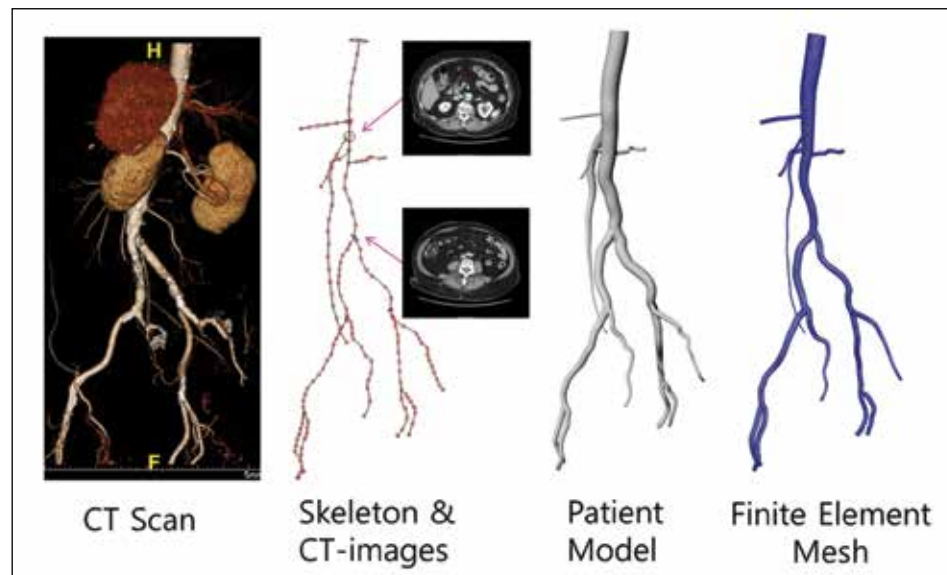 H
F
CT Scan
Skeleton &
CT-images
Patient
Model
Finite Element
Mesh